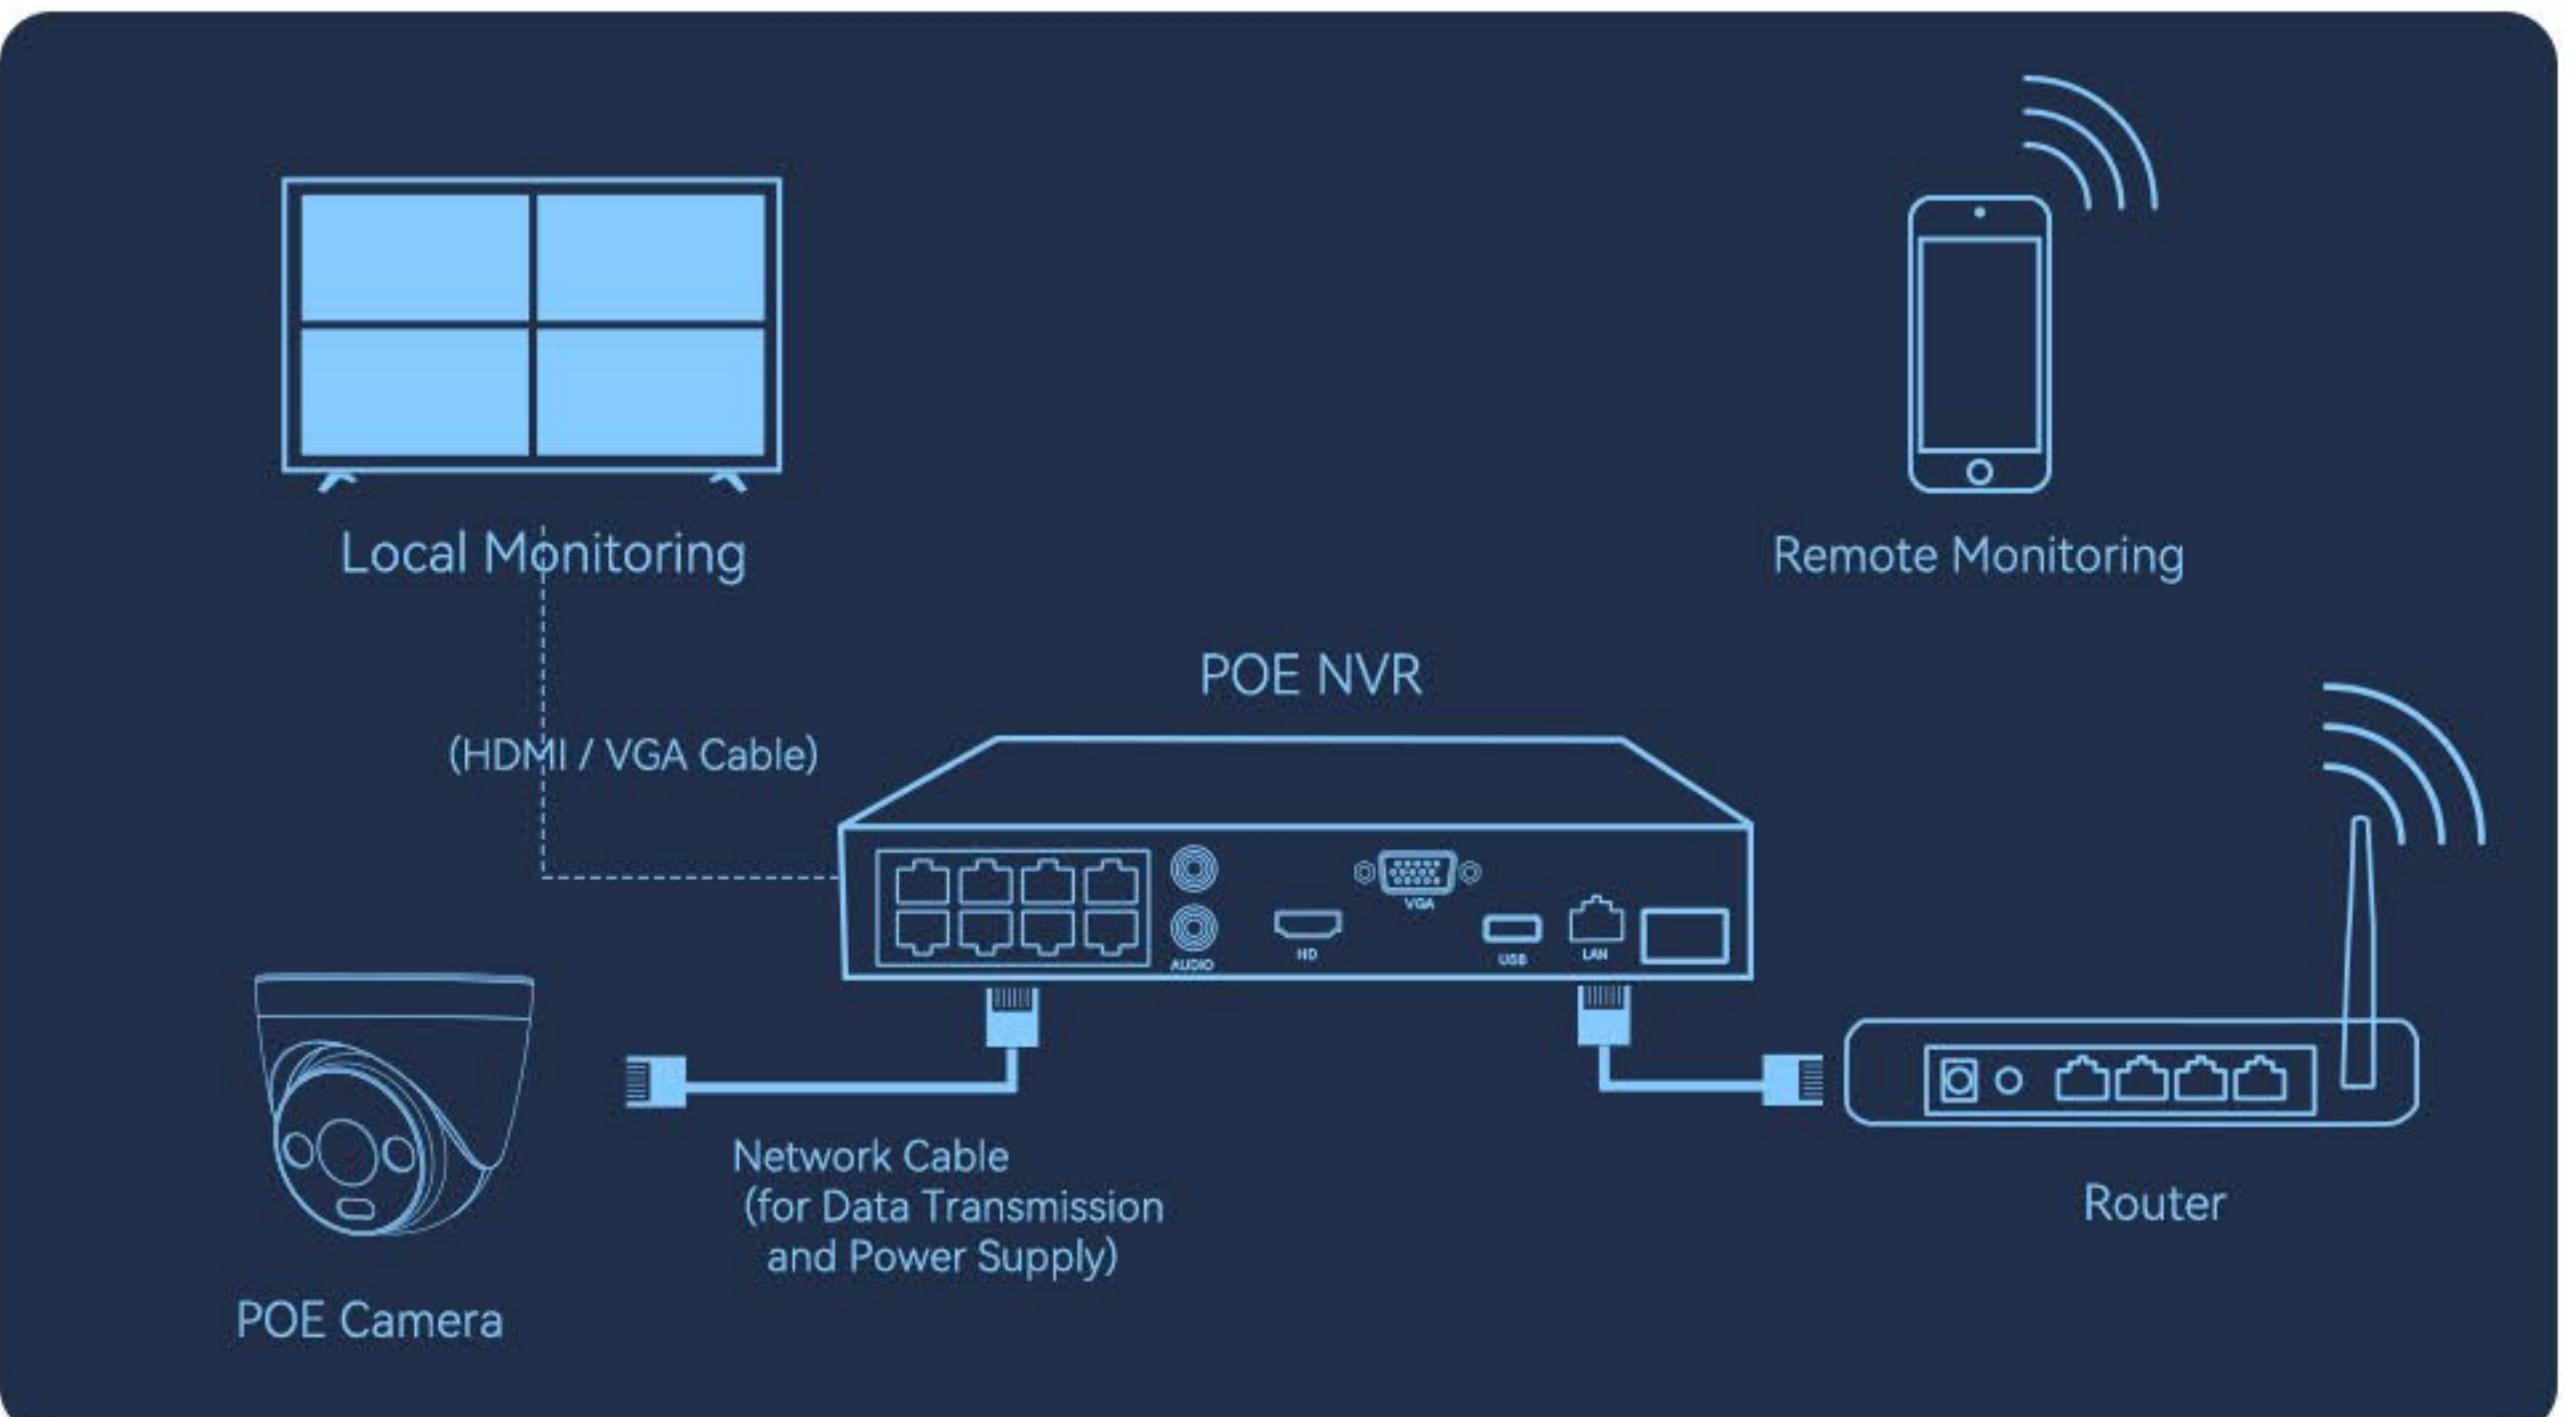 Local Monitoring
Remote Monitoring
POE NVR
(HDMI / VGA Cable)
VGA
HD
USB
LAN
AUDIO
Network Cable
(for Data Transmission
and Power Supply)
Router
POE Camera